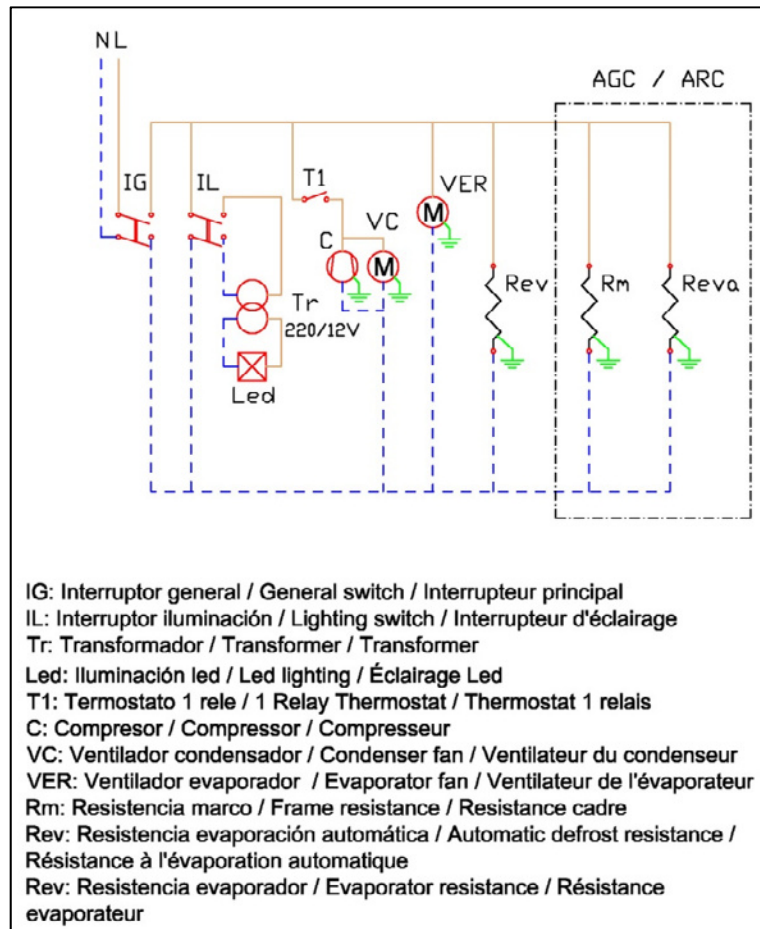 N L
AGC / ARC
IG
IL
T1
VER
M
C
VC
M
Rev
Rm
Reva
Tr
220/12V
Led
IG: Interruptor general / General switch / Interrupteur principal
IL: Interruptor iluminación / Lighting switch / Interrupteur d'éclairage
Tr: Transformador / Transformer / Transformer
Led: Iluminación led / Led lighting / Éclairage Led
T1: Termostato 1 rele / 1 Relay Thermostat / Thermostat 1 relais
C: Compresor / Compressor / Compresseur
VC: Ventilador condensador / Condenser fan / Ventilateur du condenseur
VER: Ventilador evaporador / Evaporator fan / Ventilateur de l'évaporateur
Rm: Resistencia marco / Frame resistance / Resistance cadre
Rev: Resistencia evaporación automática / Automatic defrost resistance /
Résistance à l'évaporation automatique
Rev: Resistencia evaporador / Evaporator resistance / Résistance
evaporateur